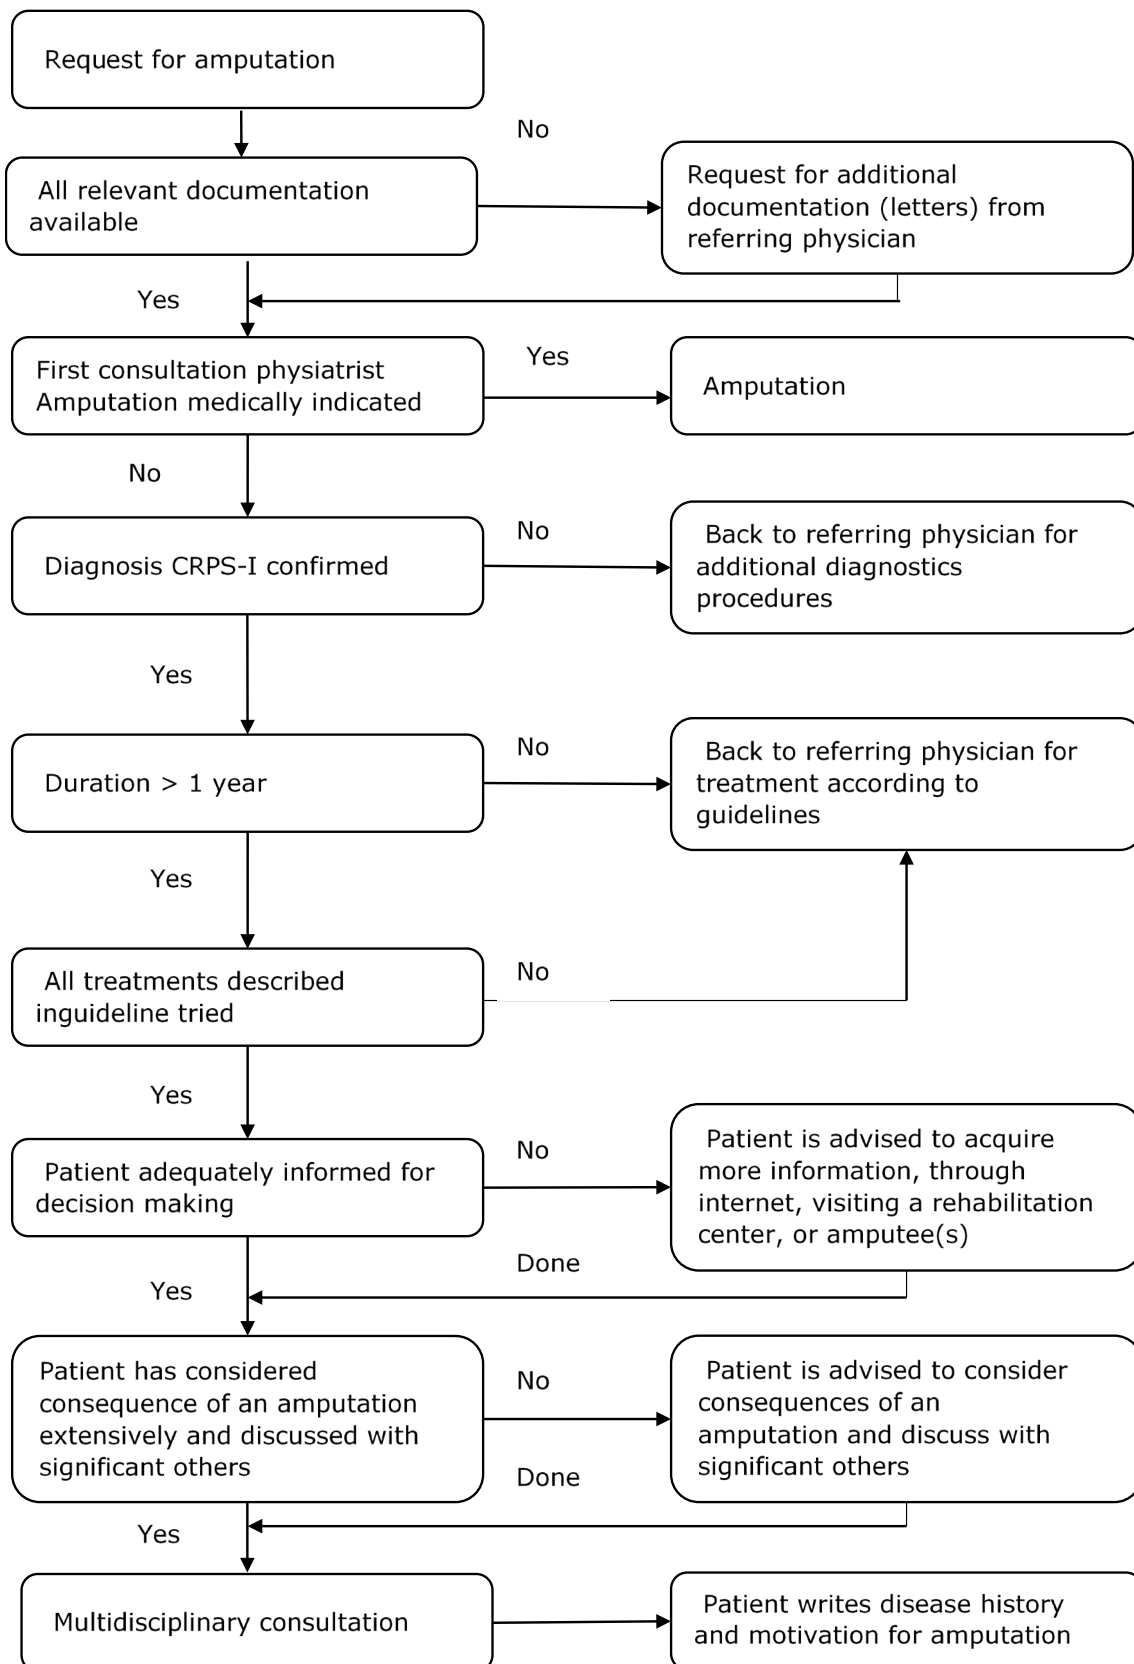 Request for amputation
No
All relevant documentation
available
Request for additional
documentation (letters) from
referring physician
Yes
First consultation physiatrist
Amputation medically indicated
Yes
Amputation
No
Diagnosis CRPS-I confirmed
No
Back to referring physician for
additional diagnostics
procedures
Yes
Duration > 1 year
No
Back to referring physician for
treatment according to
guidelines
Yes
All treatments described
inguideline tried
No
Yes
Patient adequately informed for
decision making
No
Patient is advised to acquire
more information, through
internet, visiting a rehabilitation
center, or amputee(s)
Done
Yes
Patient has considered
consequence of an amputation
extensively and discussed with
significant others
No
Patient is advised to consider
consequences of an
amputation and discuss with
significant others
Done
Yes
Multidisciplinary consultation
Patient writes disease history
and motivation for amputation